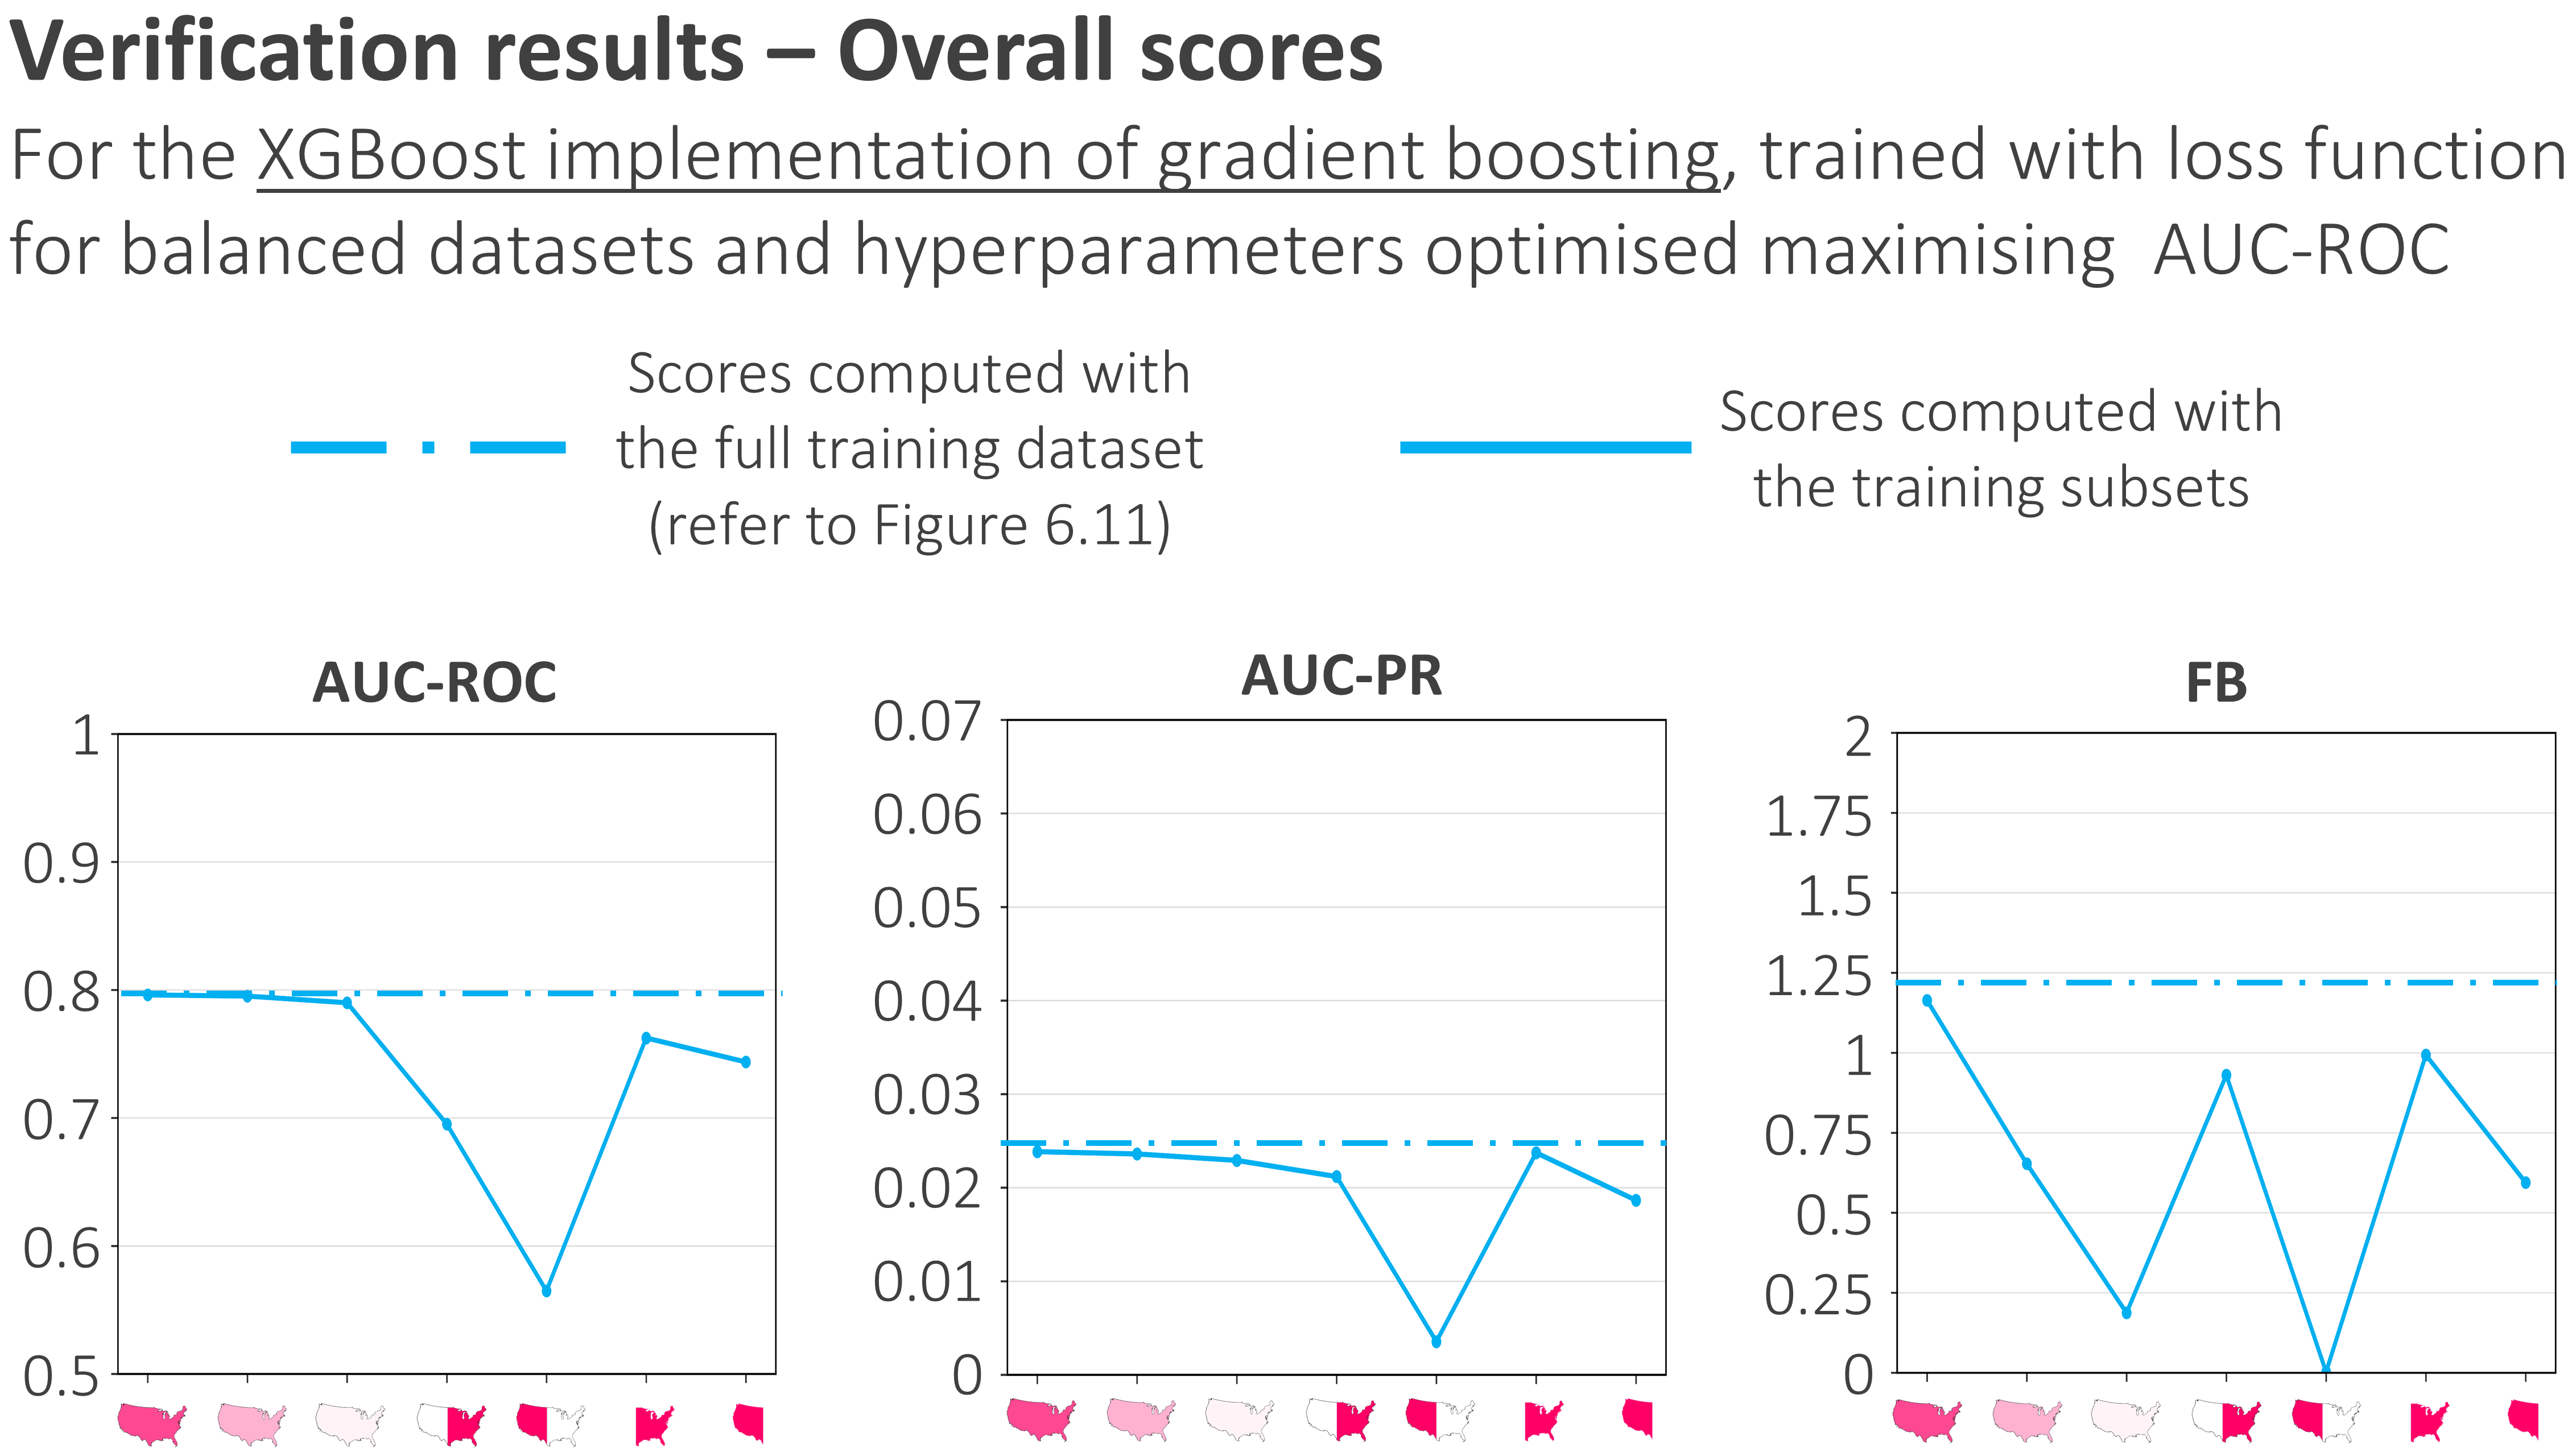 Verification results – Overall scores
For the XGBoost implementation of gradient boosting, trained with loss function
for balanced datasets and hyperparameters optimised maximising  AUC-ROC
Scores computed with
the full training dataset
(refer to Figure 6.11)
Scores computed with
the training subsets
AUC-ROC
1
0.9
0.8
0.7
0.6
0.5
AUC-PR
0.07
0.06
0.05
0.04
0.03
0.02
0.01
0
FB
2
1.75
1.5
1.25
1
0.75
0.5
0.25
0